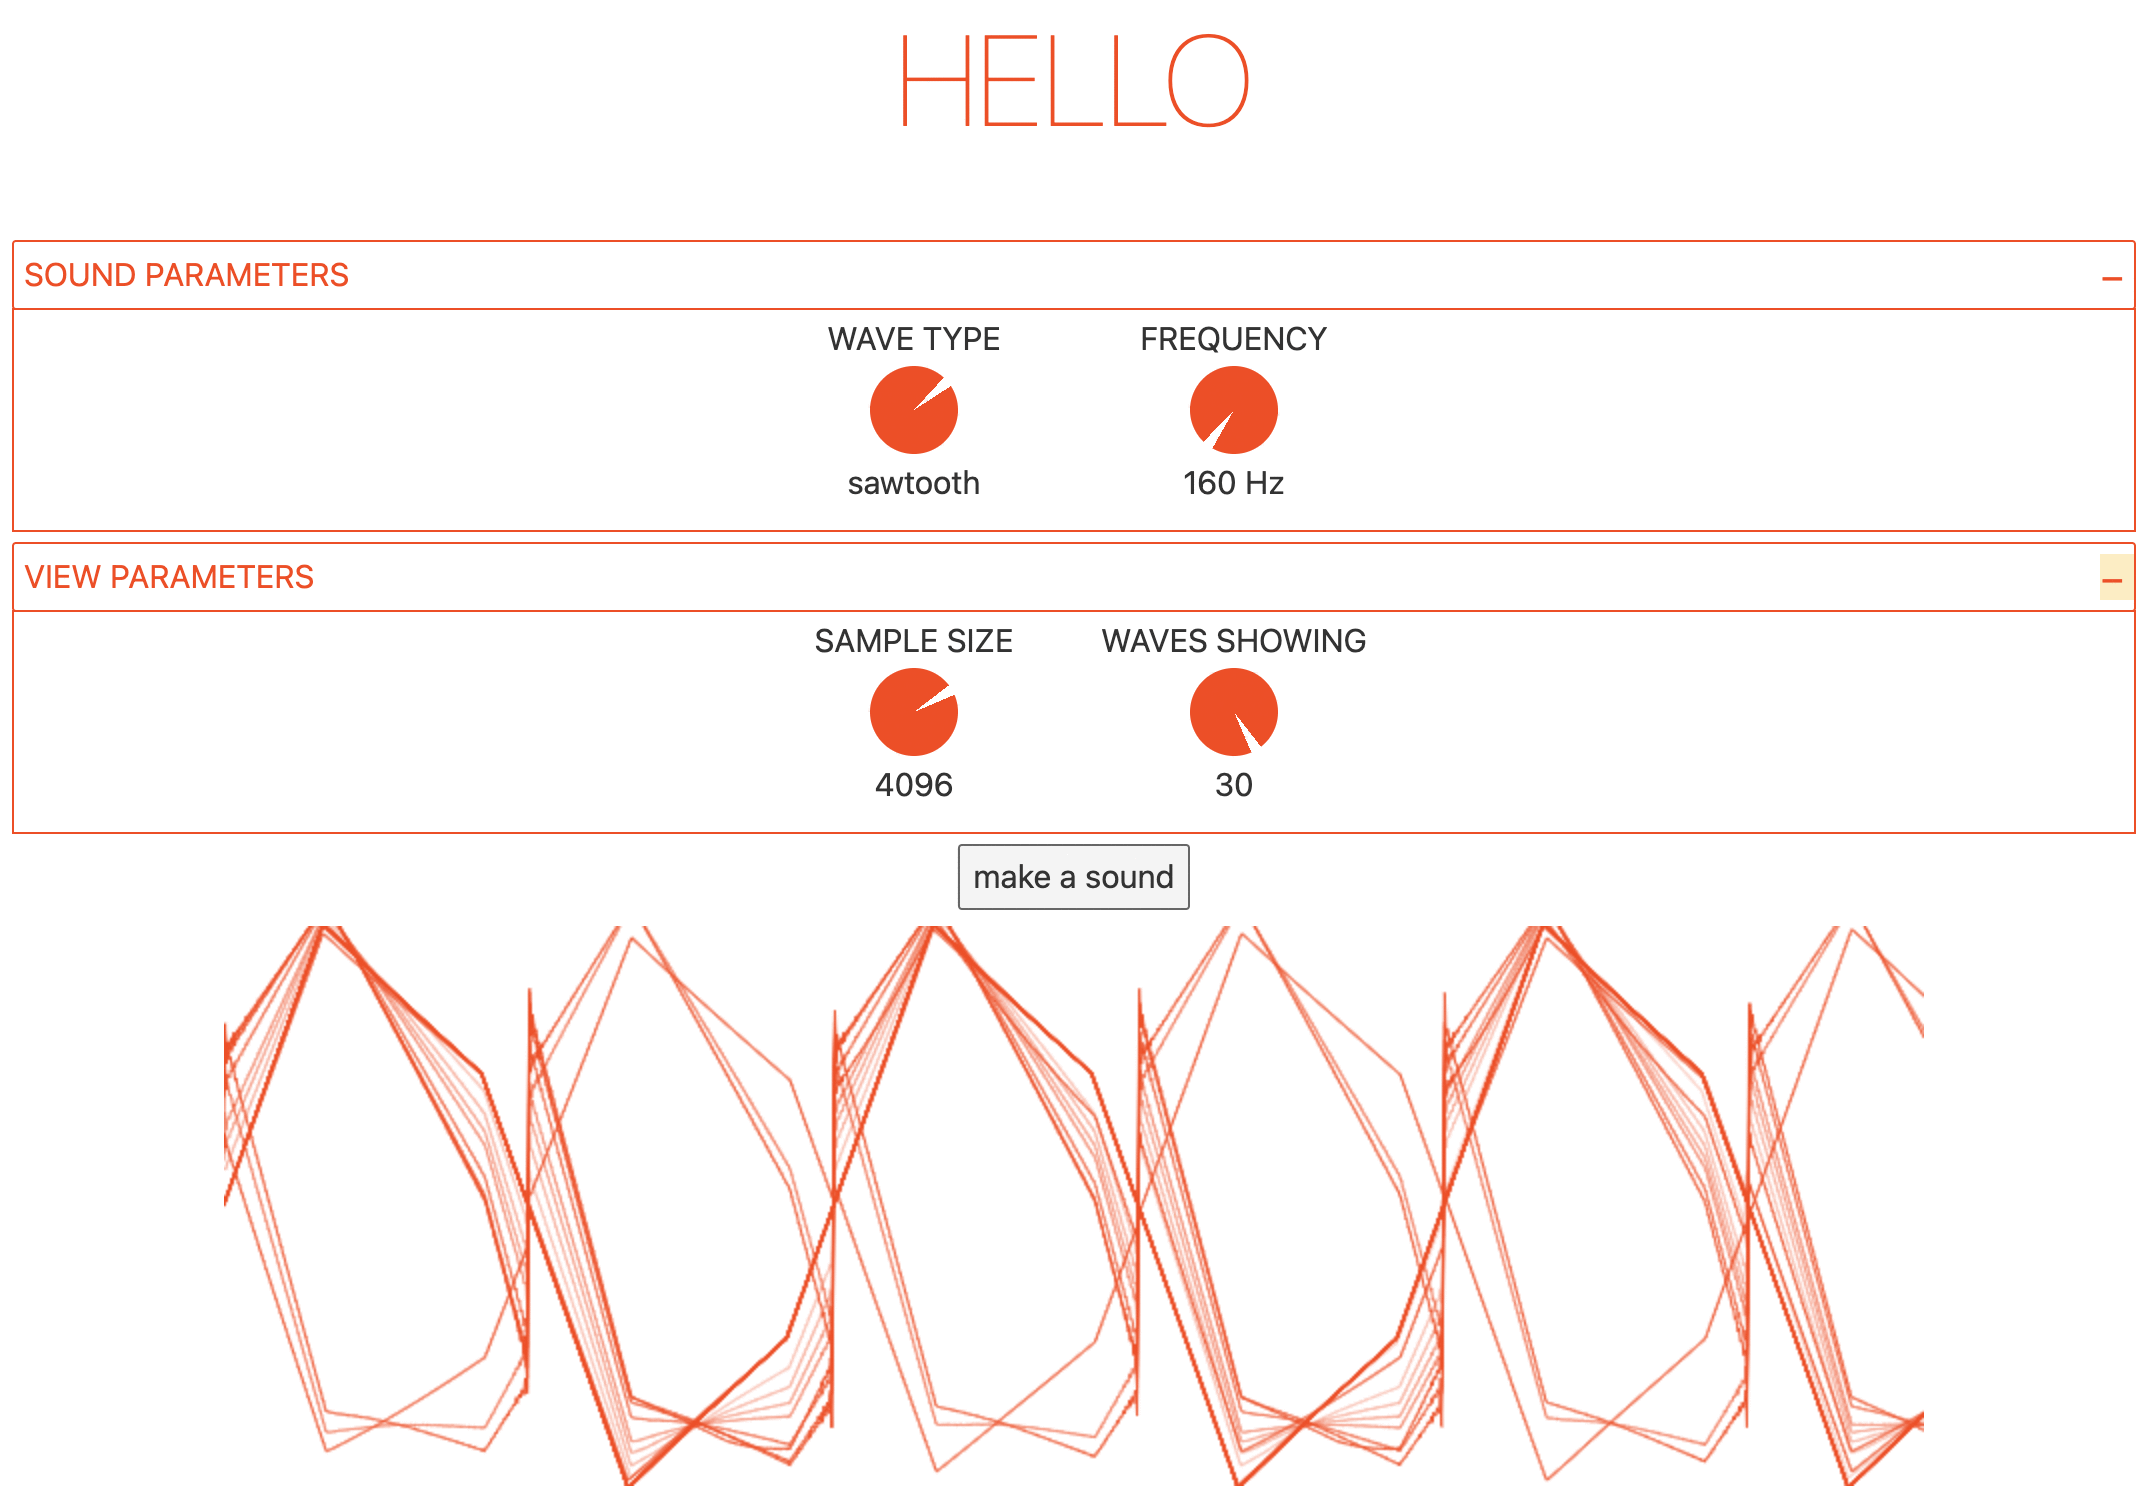 HELLO
SOUND PARAMETERS –
WAVE TYPE FREQUENCY
sawtooth 160 Hz
VIEW PARAMETERS –
SAMPLE SIZE WAVES SHOWING
4096 30
make a sound